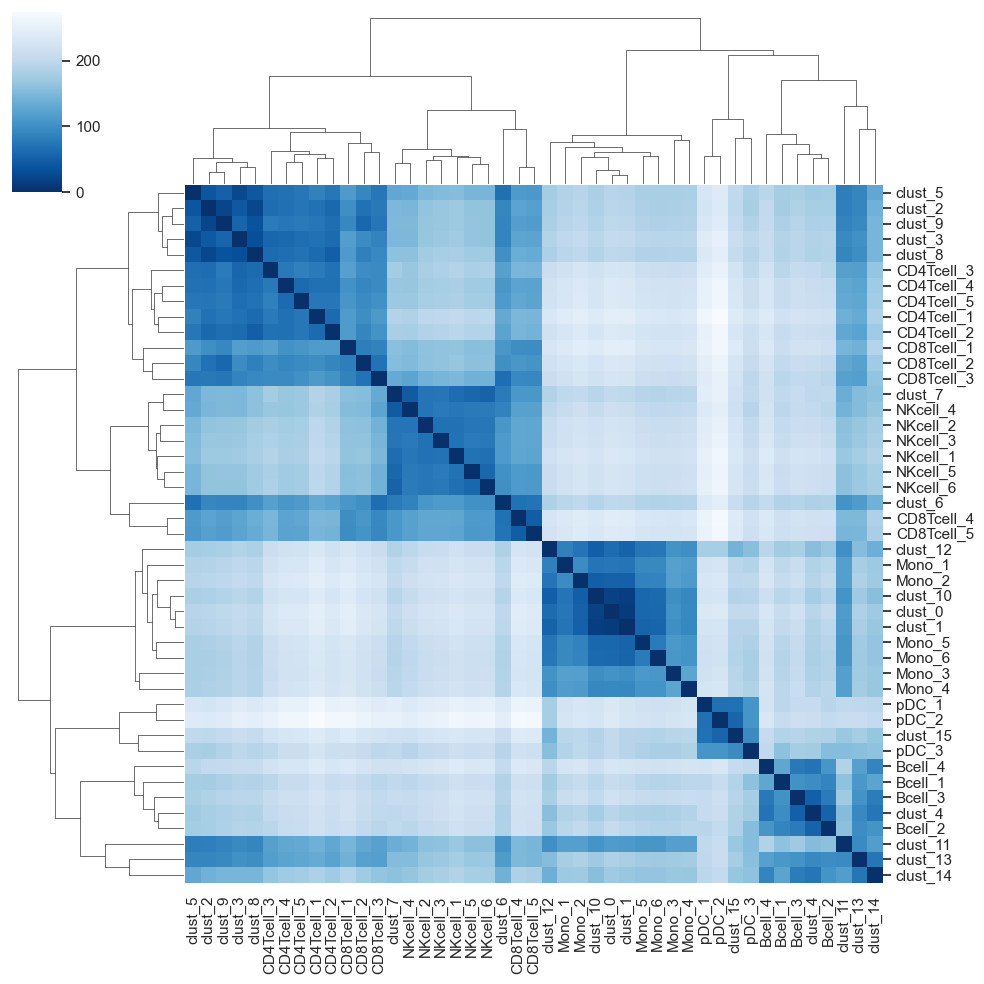 200
100
0
clust_5
clust_2
clust_9
clust_3
clust_8
CD4Tcell_3
CD4Tcell_4
CD4Tcell_5
CD4Tcell_1
CD4Tcell_2
CD8Tcell_1
CD8Tcell_2
CD8Tcell_3
clust_7
NKcell_4
NKcell_2
NKcell_3
NKcell_1
NKcell_5
NKcell_6
clust_6
CD8Tcell_4
CD8Tcell_5
clust_12
Mono_1
Mono_2
clust_10
clust_0
clust_1
Mono_5
Mono_6
Mono_3
Mono_4
pDC_1
pDC_2
clust_15
pDC_3
Bcell_4
Bcell_1
Bcell_3
clust_4
Bcell_2
clust_11
clust_13
clust_14
clust_5
clust_2
clust_9
clust_3
clust_8
CD4Tcell_3
CD4Tcell_4
CD4Tcell_5
CD4Tcell_1
CD4Tcell_2
CD8Tcell_1
CD8Tcell_2
CD8Tcell_3
clust_7
NKcell_4
NKcell_2
NKcell_3
NKcell_1
NKcell_5
NKcell_6
clust_6
CD8Tcell_4
CD8Tcell_5
clust_12
Mono_1
Mono_2
clust_10
clust_0
clust_1
Mono_5
Mono_6
Mono_3
Mono_4
pDC_1
pDC_2
clust_15
pDC_3
Bcell_4
Bcell_1
Bcell_3
clust_4
Bcell_2
clust_11
clust_13
clust_14